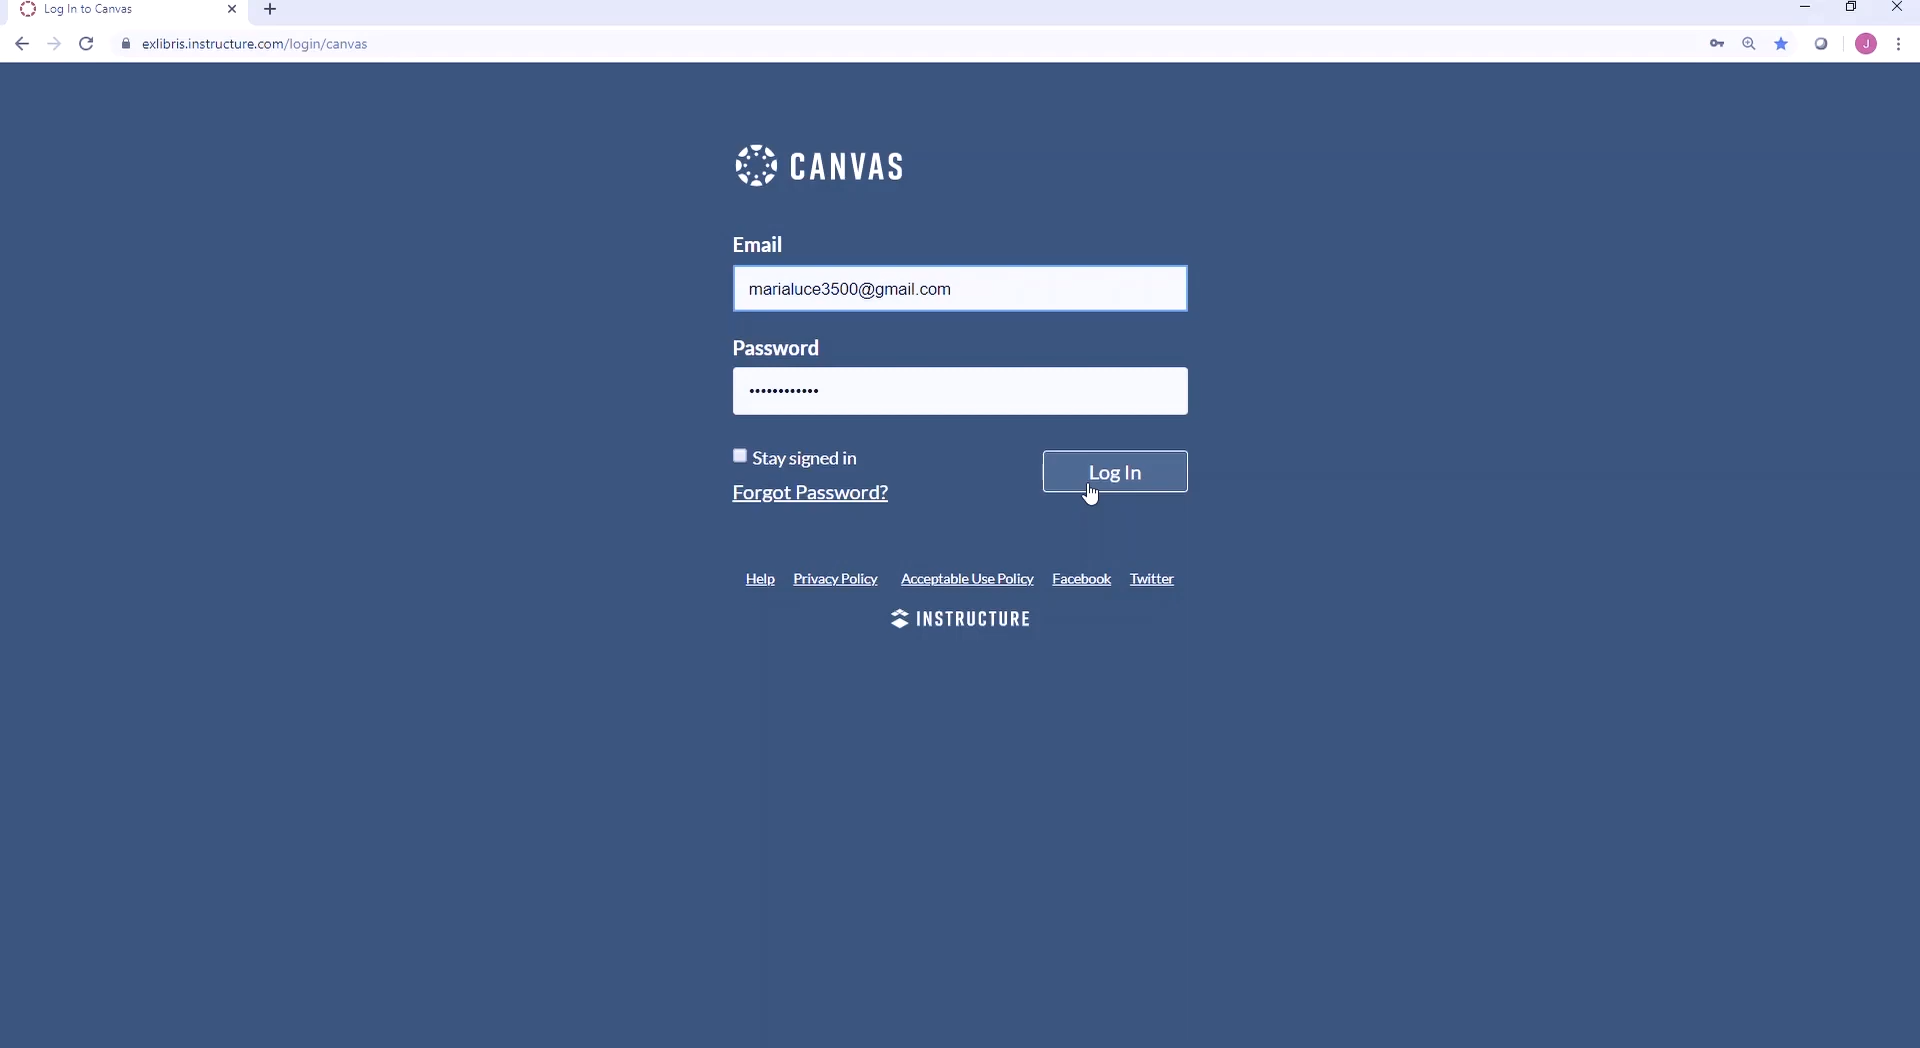 Log In to Canvas
exlibris.instructure.com/login/canvas
J
CANVAS
Email
marialuce3500@gmail.com
Password
••••••••••••
Stay signed in
Log In
Forgot Password?
Help Privacy Policy Acceptable Use Policy Facebook Twitter
INSTRUCTURE